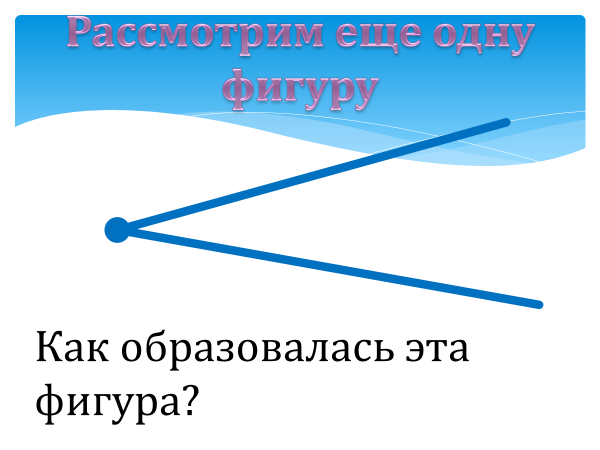 Рассмотрим еще одну
фигуру
Как образовалась эта
фигура?